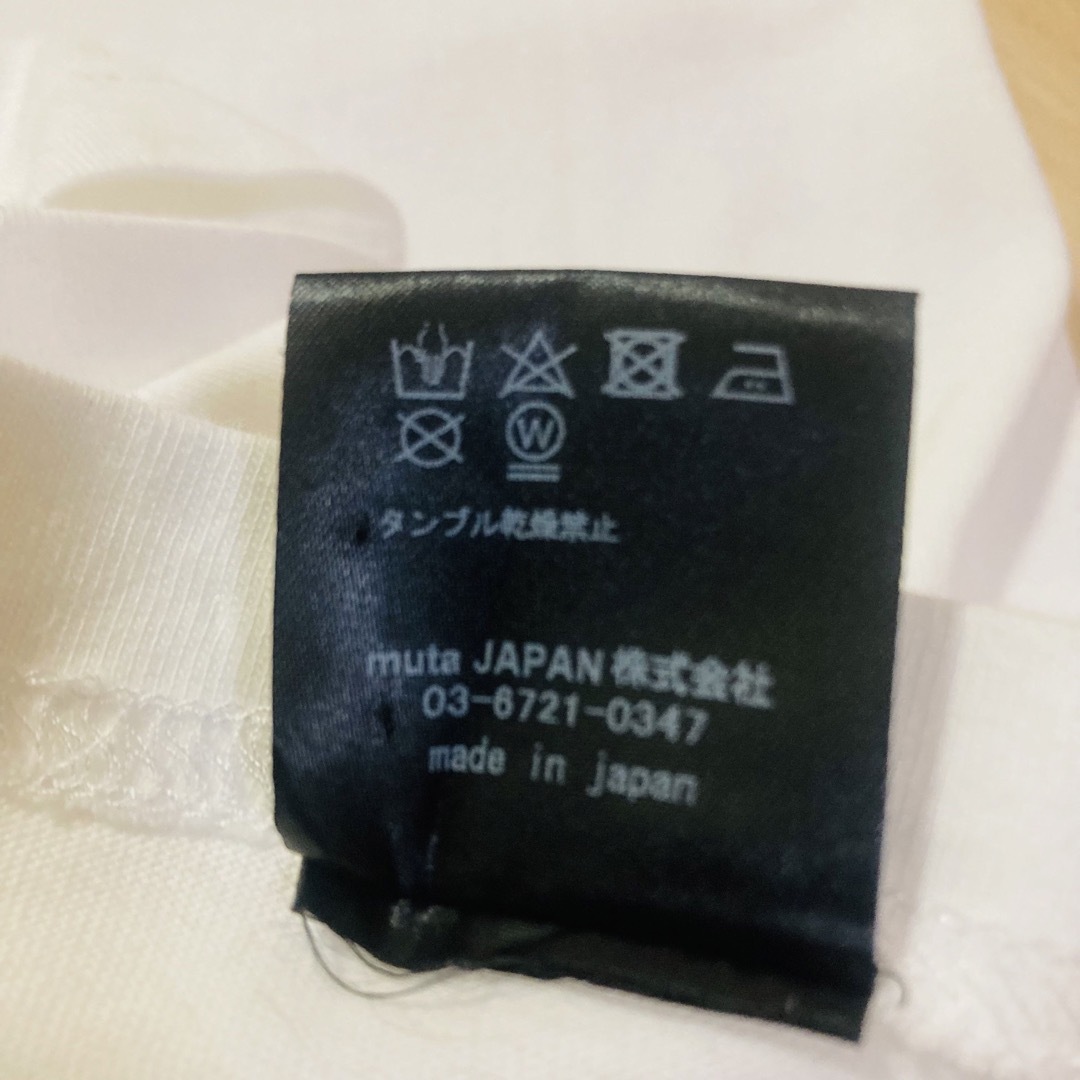 W
タンブル乾燥禁止
muta JAPAN株式会社
03-6721-0347
made in japan